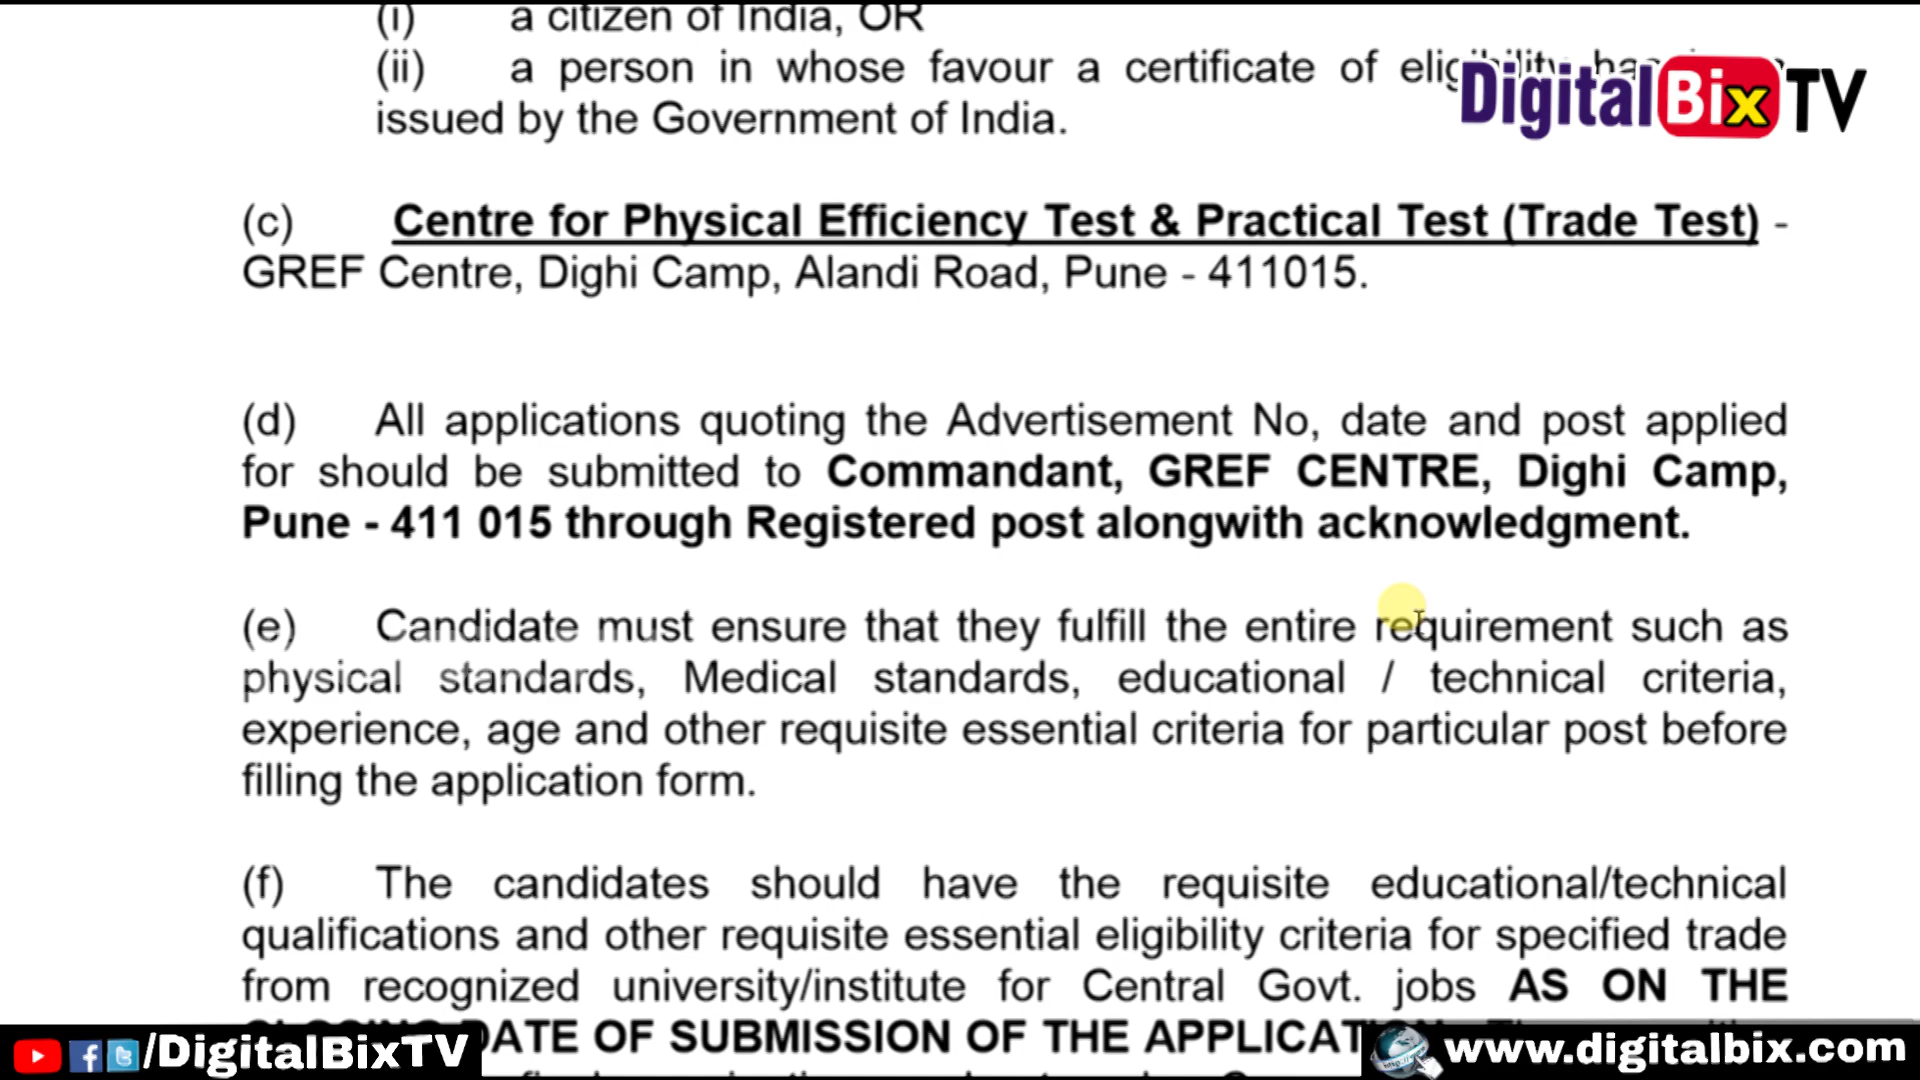 (i) a citizen of India, OR
(ii) a person in whose favour a certificate of
issued by the Government of India.
DigitalBixTV
(c) Centre for Physical Efficiency Test & Practical Test (Trade Test) -
GREF Centre, Dighi Camp, Alandi Road, Pune - 411015.
(d) All applications quoting the Advertisement No, date and post applied
for should be submitted to Commandant, GREF CENTRE, Dighi Camp,
Pune - 411 015 through Registered post alongwith acknowledgment.
(e) Candidate must ensure that they fulfill the entire requirement such as
physical standards, Medical standards, educational / technical criteria,
experience, age and other requisite essential criteria for particular post before
filling the application form.
(f) The candidates should have the requisite educational/technical
qualifications and other requisite essential eligibility criteria for specified trade
from recognized university/institute for Central Govt. jobs AS ON THE
DATE OF SUBMISSION OF THE
/DigitalBixTV
www.digitalbix.com